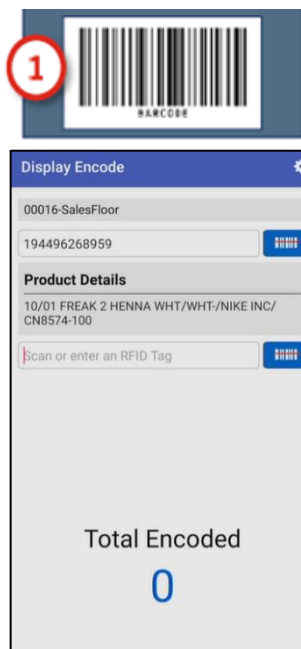 1
BARCODE
Display Encode
00016-SalesFloor
194496268959
Product Details
10/01 FREAK 2 HENNA WHT/WHT-/NIKE INC/
CN8574-100
Scan or enter an RFID Tag
Total Encoded
0